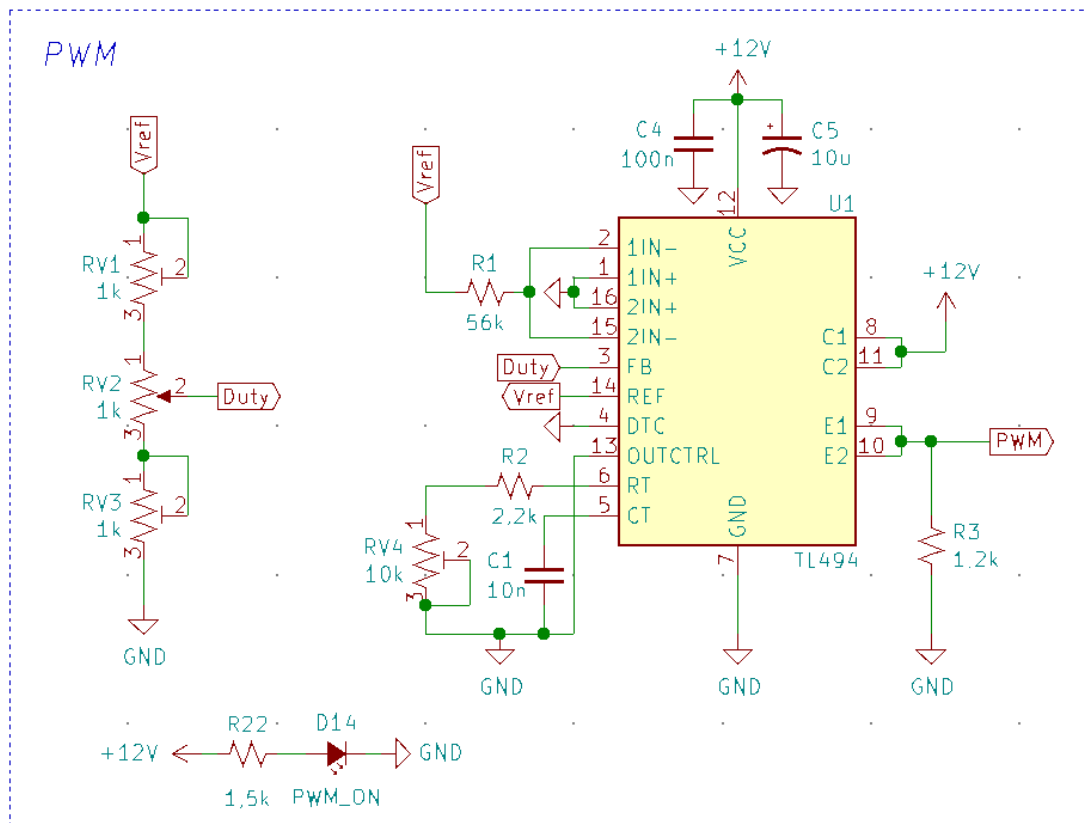 PWM
Vref
1
RV1
1k
2
3
1
RV2
1k
2
Duty
3
1
RV3
1k
2
3
GND
+12V
C4
100n
C5
+
10u
Vref
R1
56k
U1
12
VCC
2
1IN-
1
1IN+
16
2IN+
15
2IN-
Duty
3
FB
Vref
14
REF
4
DTC
13
OUTCTRL
6
RT
5
CT
+12V
C1
8
C2
11
E1
9
E2
10
PWM
GND
7
TL494
R2
2,2k
RV4
10k
1
2
3
C1
10n
R3
1.2k
GND
GND
GND
+12V
R22
1,5k
D14
PWM_ON
GND